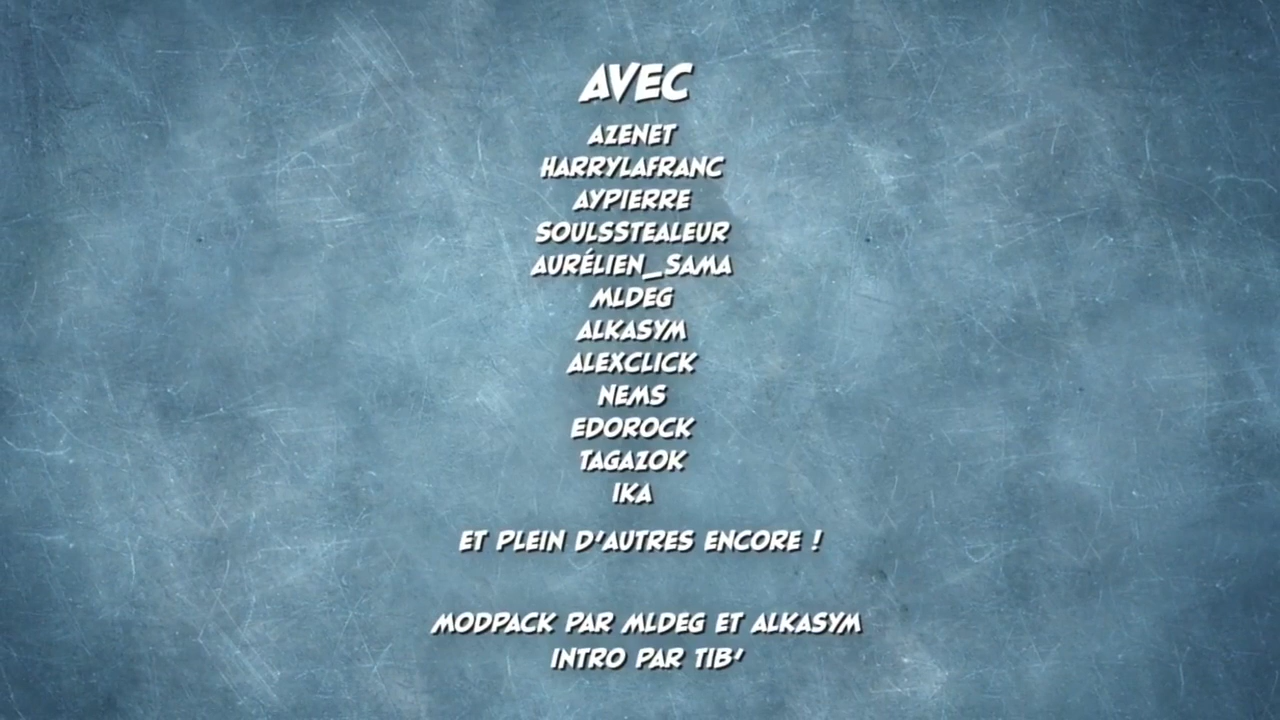 AVEC
AZENET
HARRYLAFRANC
AYPIERRE
SOULSSTEALEUR
AURÉLIEN_SAMA
MLDEG
ALKASYM
ALEXCLICK
NEMS
EDOROCK
TAGAZOK
IKA
ET PLEIN D'AUTRES ENCORE !
MODPACK PAR MLDEG ET ALKASYM
INTRO PAR TIB'